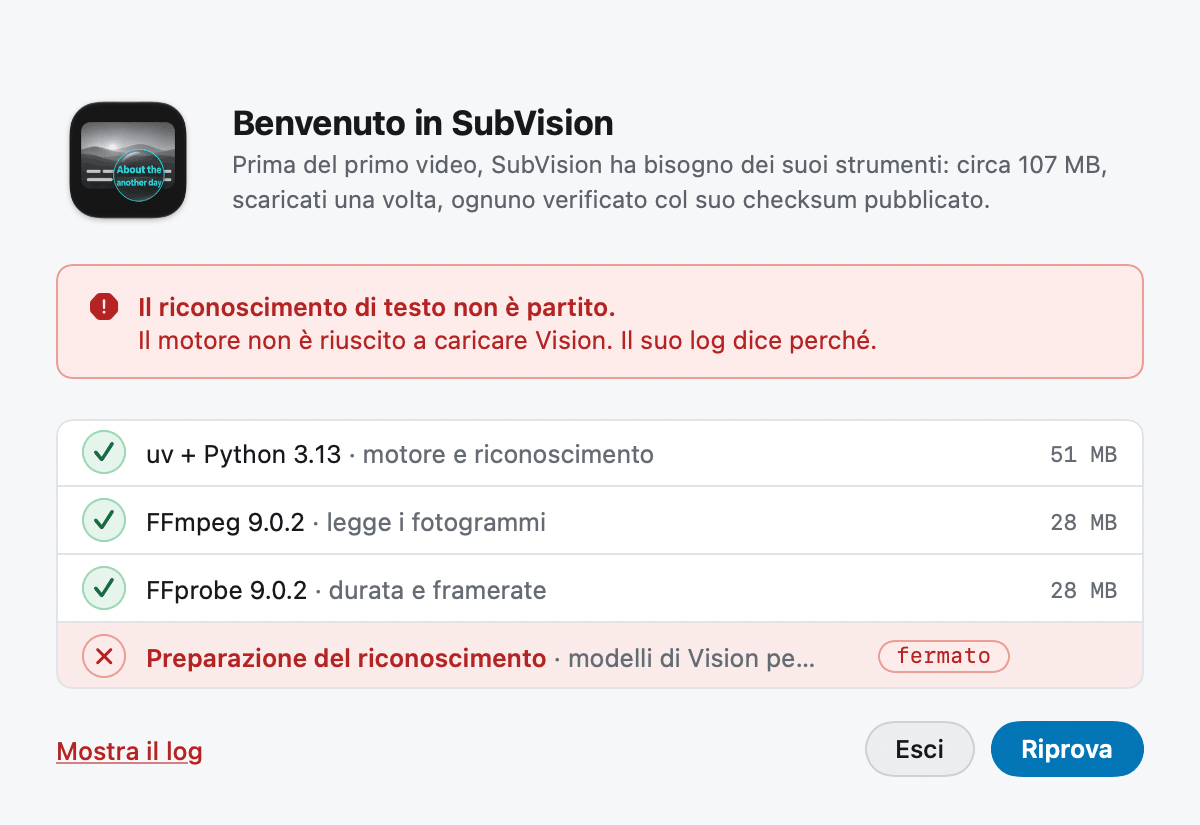 About the
another day
Benvenuto in SubVision
Prima del primo video, SubVision ha bisogno dei suoi strumenti: circa 107 MB,
scaricati una volta, ognuno verificato col suo checksum pubblicato.
Il riconoscimento di testo non è partito.
Il motore non è riuscito a caricare Vision. Il suo log dice perché.
uv + Python 3.13 · motore e riconoscimento 51 MB
FFmpeg 9.0.2 · legge i fotogrammi 28 MB
FFprobe 9.0.2 · durata e framerate 28 MB
Preparazione del riconoscimento · modelli di Vision pe... fermato
Mostra il log Esci Riprova